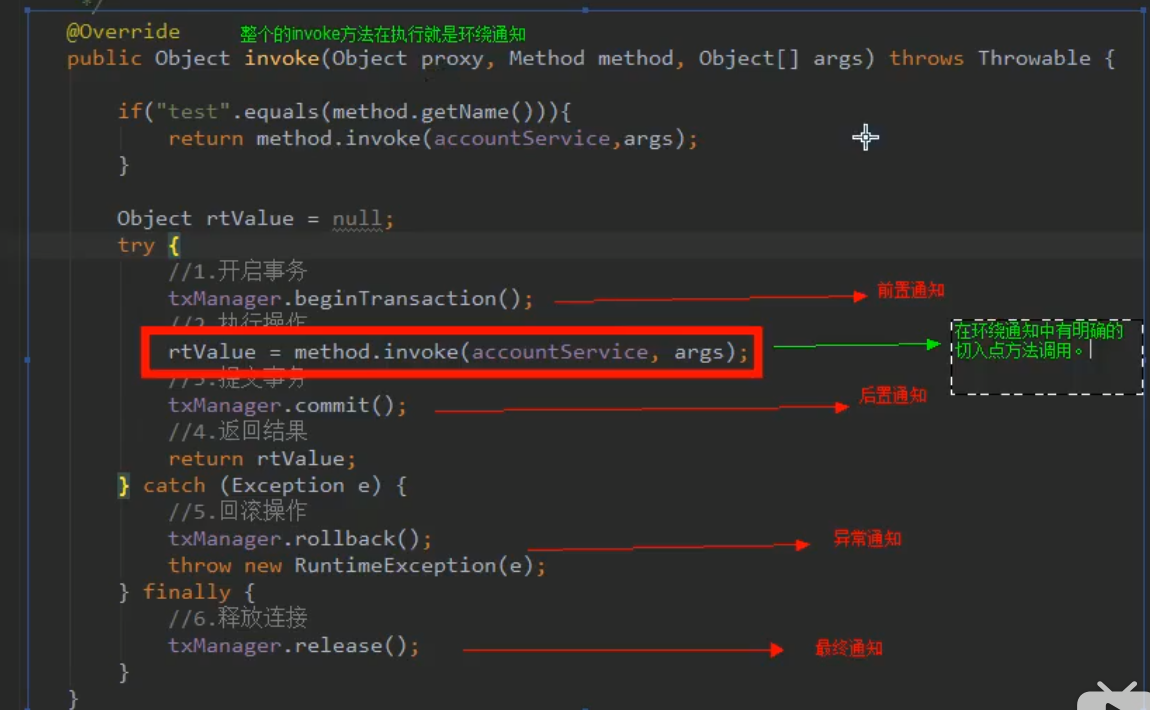 */
@Override 整个的invoke方法在执行就是环绕通知
public Object invoke(Object proxy, Method method, Object[] args) throws Throwable {
if("test".equals(method.getName())){
return method.invoke(accountService,args);
}
Object rtValue = null;
try {
//1.开启事务
txManager.beginTransaction(); 前置通知
//2.执行操作
rtValue = method.invoke(accountService, args); 在环绕通知中有明确的
切入点方法调用。
//3.提交事务
txManager.commit(); 后置通知
//4.返回结果
return rtValue;
} catch (Exception e) {
//5.回滚操作
txManager.rollback(); 异常通知
throw new RuntimeException(e);
} finally {
//6.释放连接
txManager.release(); 最终通知
}
}